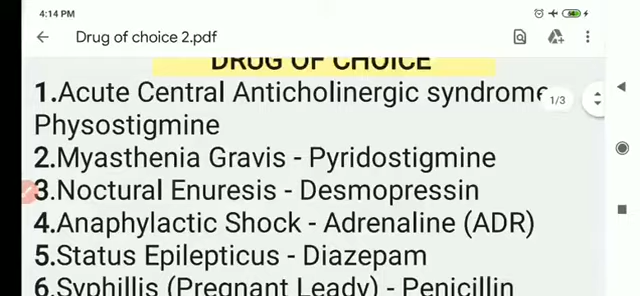 4:14 PM
Drug of choice 2.pdf
DRUG OF CHOICE
1.Acute Central Anticholinergic syndrome
1/3
Physostigmine
2.Myasthenia Gravis - Pyridostigmine
3.Noctural Enuresis - Desmopressin
4.Anaphylactic Shock - Adrenaline (ADR)
5.Status Epilepticus - Diazepam
6.Syphillis (Pregnant Leady) - Penicillin